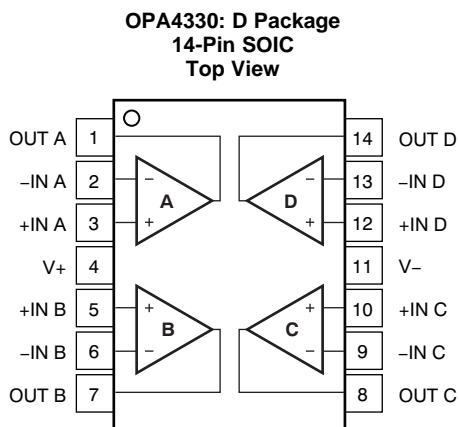 OPA4330: D Package
14-Pin SOIC
Top View
OUT A 1 14 OUT D
−IN A 2 − − 13 −IN D
A D
+IN A 3 + + 12 +IN D
V+ 4 11 V−
+IN B 5 + + 10 +IN C
B C
−IN B 6 − − 9 −IN C
OUT B 7 8 OUT C